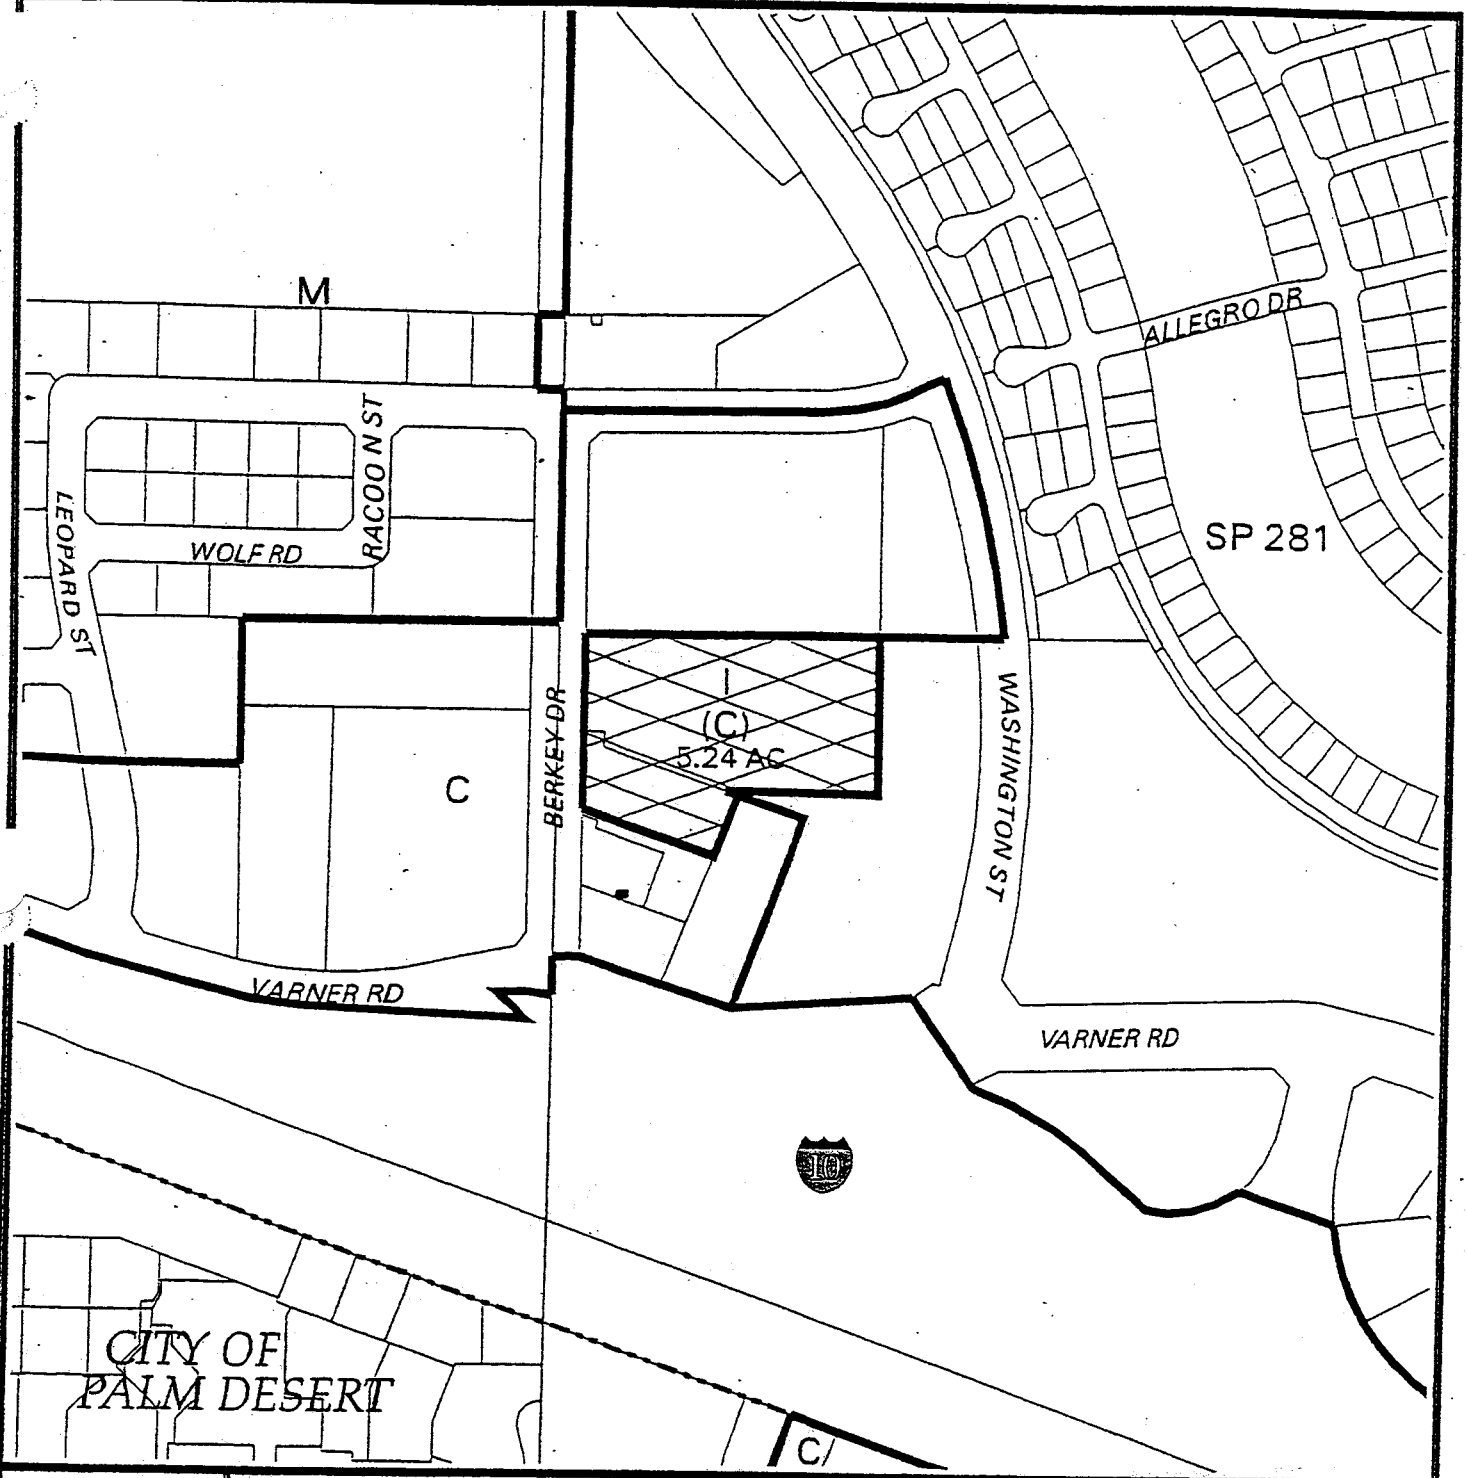 M
ALLEGRO DR
RACOON ST
LEOPARD ST
WOLF RD
SP 281
I
(C)
5.24 AC
BERKEY DR
WASHINGTON ST
C
VARNER RD
VARNER RD
10
CITY OF
PALM DESERT
C/